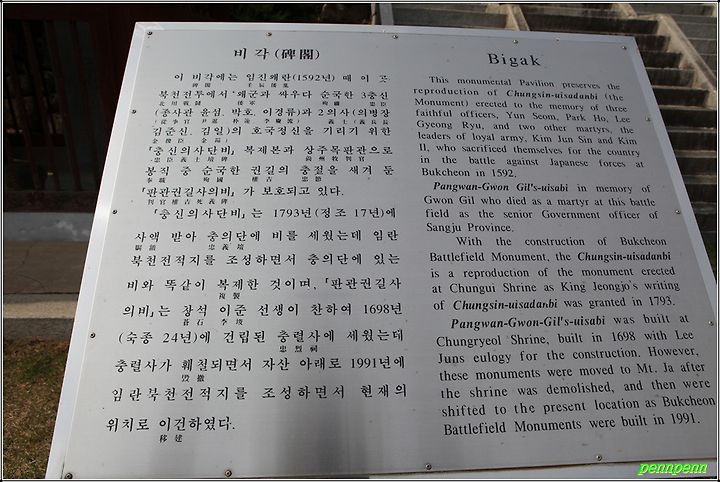 비각(碑閣)
이 비각에는 임진왜란(1592년) 때 이 곳
북천전투에서 왜군과 싸우다 순국한 3충신
(종사관 윤섬, 박호, 이경류)과 2의사(의병장
김준신, 김일)의 호국정신을 기리기 위한
「충신의사단비」복제본과 상주목판관으로
봉직 중 순국한 권길의 충절을 새겨 둔
「판관권길사의비」가 보호되고 있다.
「충신의사단비」는 1793년(정조 17년)에
사액 받아 충의단에 비를 세웠는데 임란
북천전적지를 조성하면서 충의단에 있는
비와 똑같이 복제한 것이며,「판관권길사
複製
의비」는 창석 이준 선생이 찬하여 1698년
蒼石 李埈
(숙종 24년)에 건립된 충렬사에 세웠는데
忠烈祠
충렬사가 훼철되면서 자산 아래로 1991년에
毁撤
임란북천전적지를 조성하면서 현재의
위치로 이건하였다.
移建
Bigak
This monumental Pavilion preserves the
reproduction of Chungsin-uisadanbi (the
Monument) erected to the memory of three
faithful officers, Yun Seom, Park Ho, Lee
Gyeong Ryu, and two other martyrs, the
leaders of loyal army, Kim Jun Sin and Kim
Il, who sacrificed themselves for the country
in the battle against Japanese forces at
Bukcheon in 1592.
Pangwan-Gwon Gil's-uisabi in memory of
Gwon Gil who died as a martyr at this battle
field as the senior Government officer of
Sangju Province.
With the construction of Bukcheon
Battlefield Monument, the Chungsin-uisadanbi
is a reproduction of the monument erected
at Chungui Shrine as King Jeongjo's writing
of Chungsin-uisadanbi was granted in 1793.
Pangwan-Gwon-Gil's-uisabi was built at
Chungryeol Shrine, built in 1698 with Lee
Juns eulogy for the construction. However,
these monuments were moved to Mt. Ja after
the shrine was demolished, and then were
shifted to the present location as Bukcheon
Battlefield Monuments were built in 1991.
pennpenn